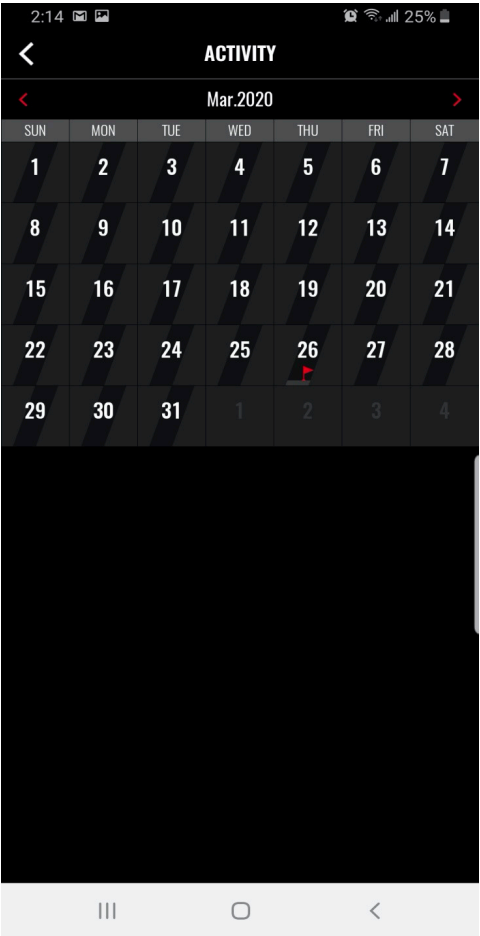 2:14 25%
ACTIVITY
Mar.2020
SUN MON TUE WED THU FRI SAT
1 2 3 4 5 6 7
8 9 10 11 12 13 14
15 16 17 18 19 20 21
22 23 24 25 26 27 28
29 30 31 1 2 3 4